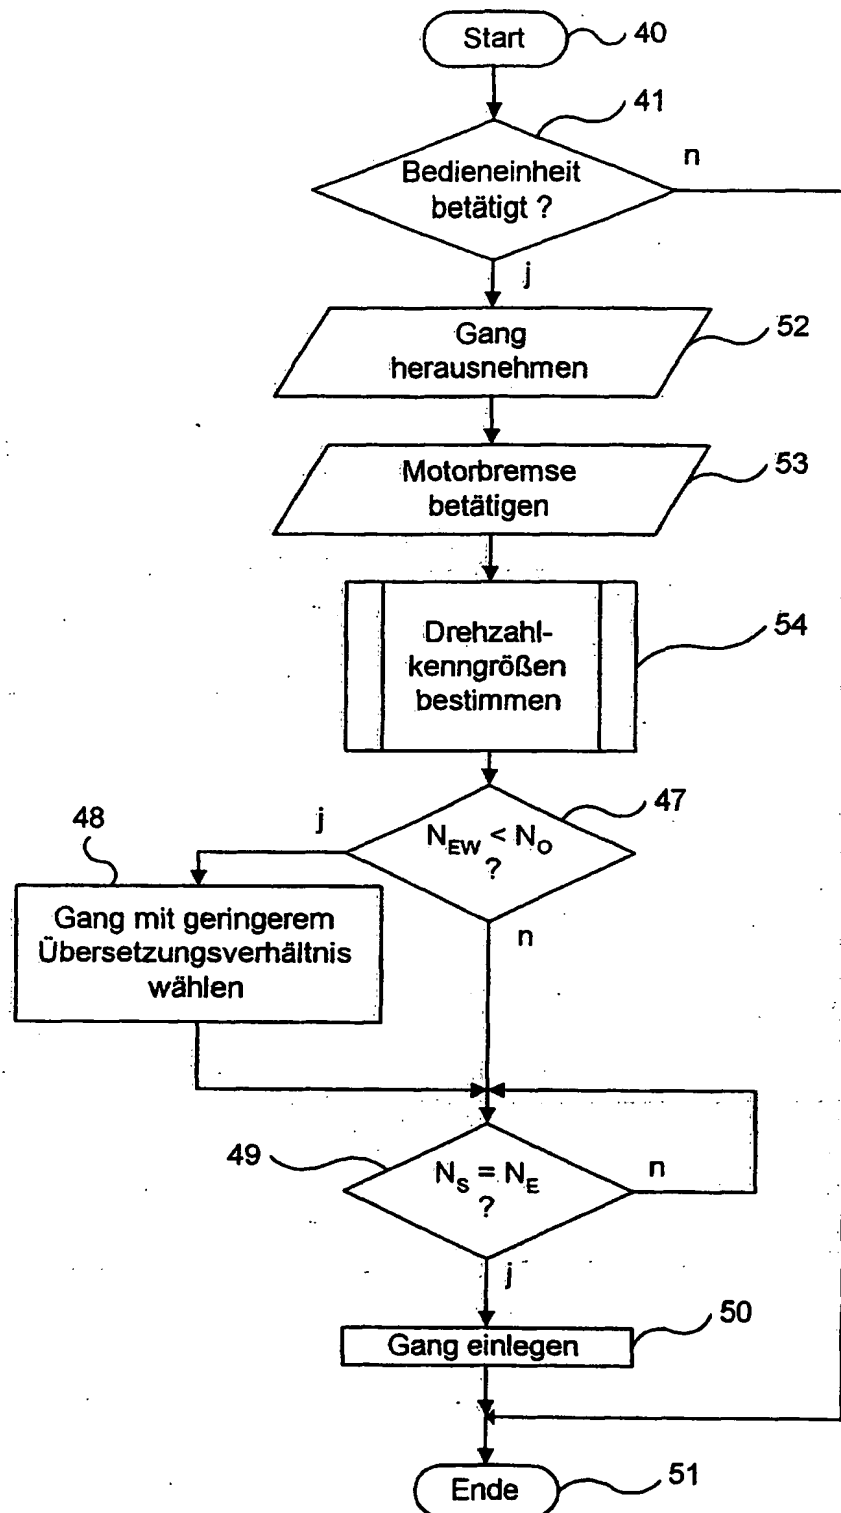 Start
40
41
Bedieneinheit
betätigt ?
n
j
Gang
herausnehmen
52
Motorbremse
betätigen
53
Drehzahl-
kenngrößen
bestimmen
54
47
j
N_EW < N_O
?
n
48
Gang mit geringerem
Übersetzungsverhältnis
wählen
49
N_S = N_E
?
n
j
50
Gang einlegen
Ende
51